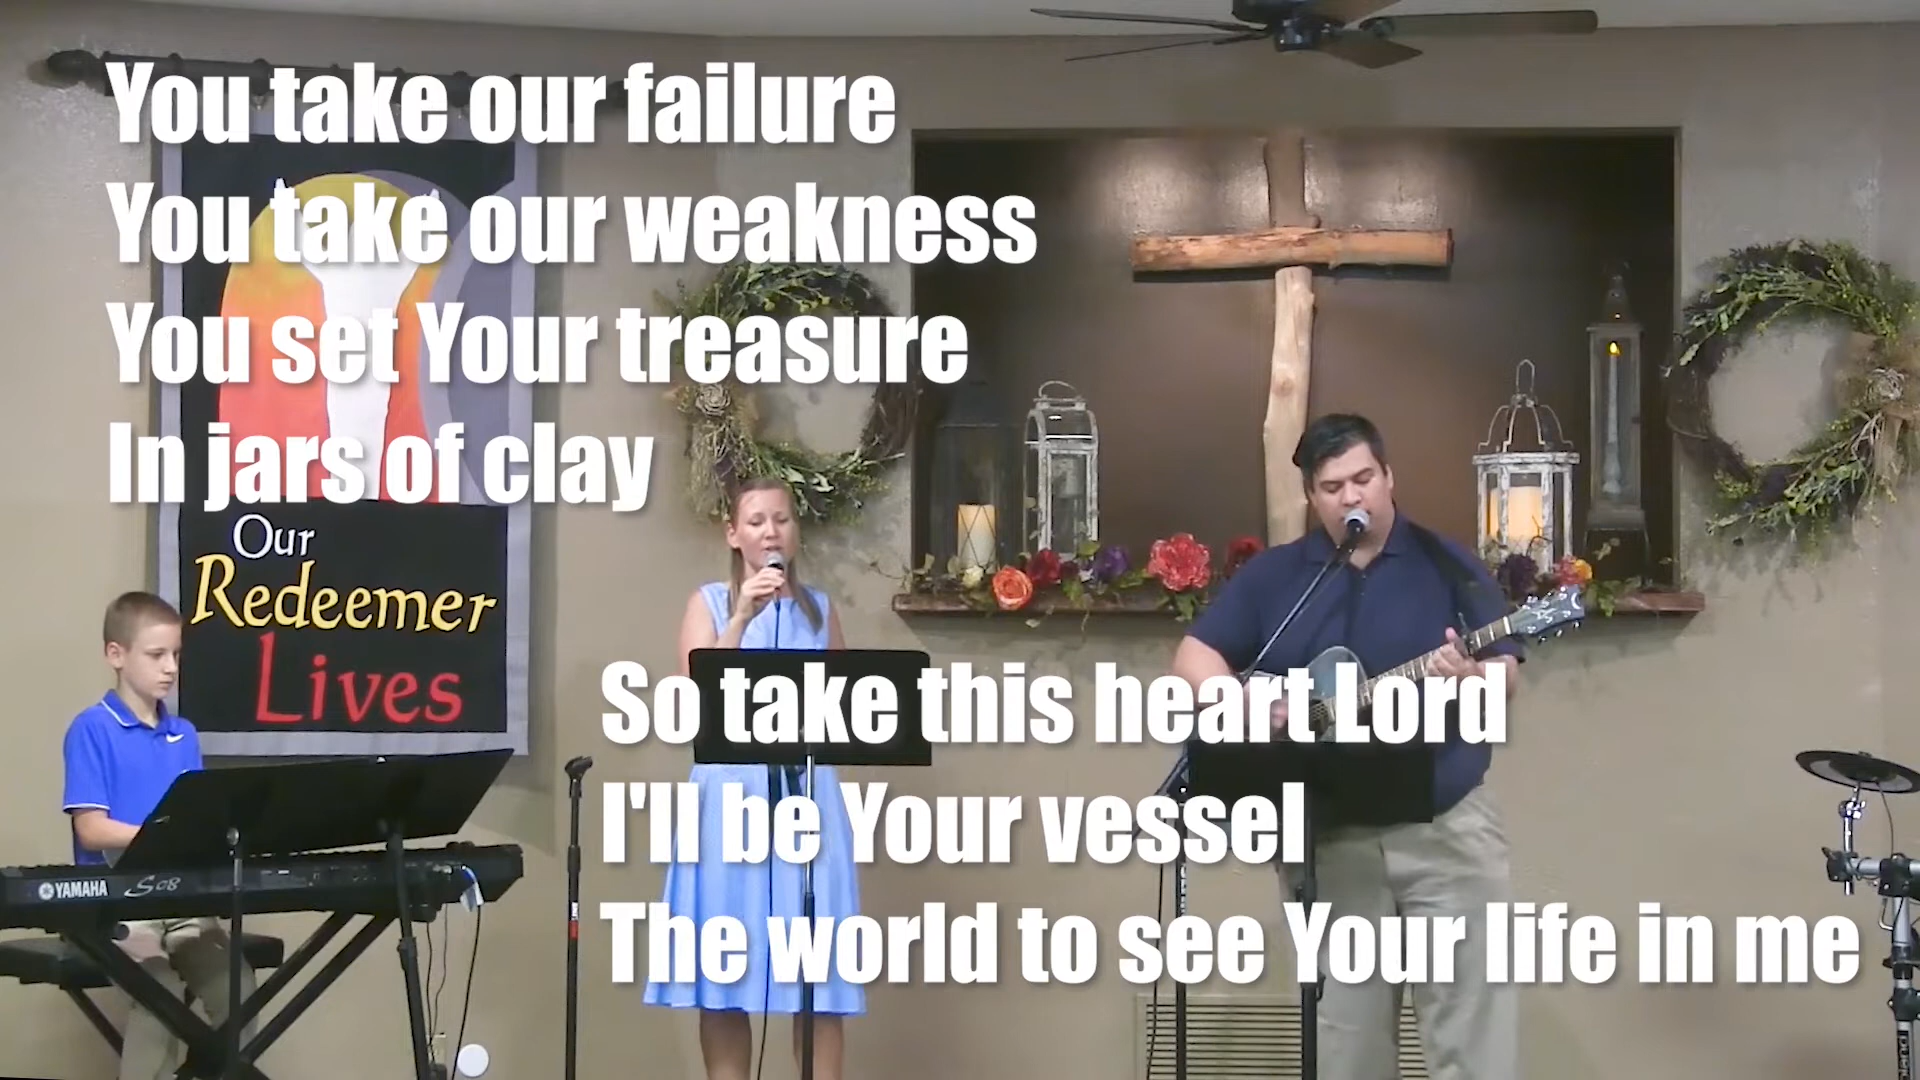 You take our failure
You take our weakness
You set Your treasure
In jars of clay
Our
Redeemer
Lives
So take this heart Lord
I'll be Your vessel
The world to see Your life in me
YAMAHA S08